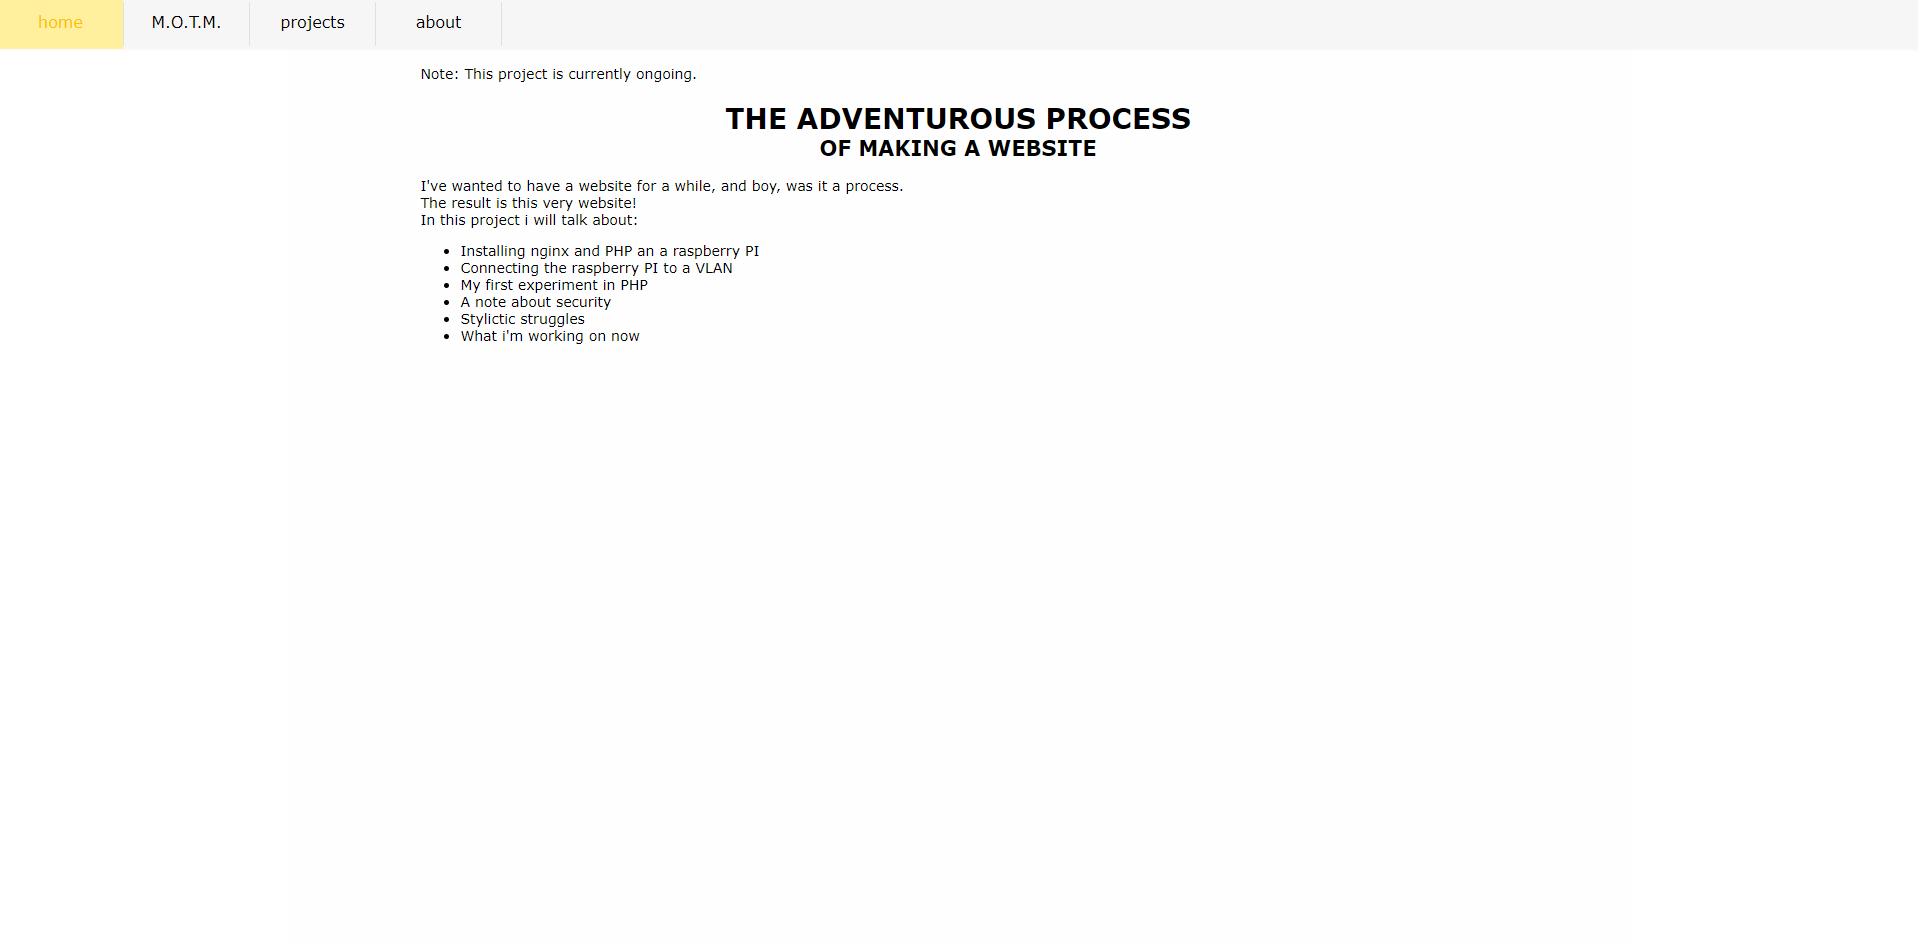 home M.O.T.M. projects about
Note: This project is currently ongoing.
THE ADVENTUROUS PROCESS
OF MAKING A WEBSITE
I've wanted to have a website for a while, and boy, was it a process.
The result is this very website!
In this project i will talk about:
• Installing nginx and PHP an a raspberry PI
• Connecting the raspberry PI to a VLAN
• My first experiment in PHP
• A note about security
• Stylictic struggles
• What i'm working on now